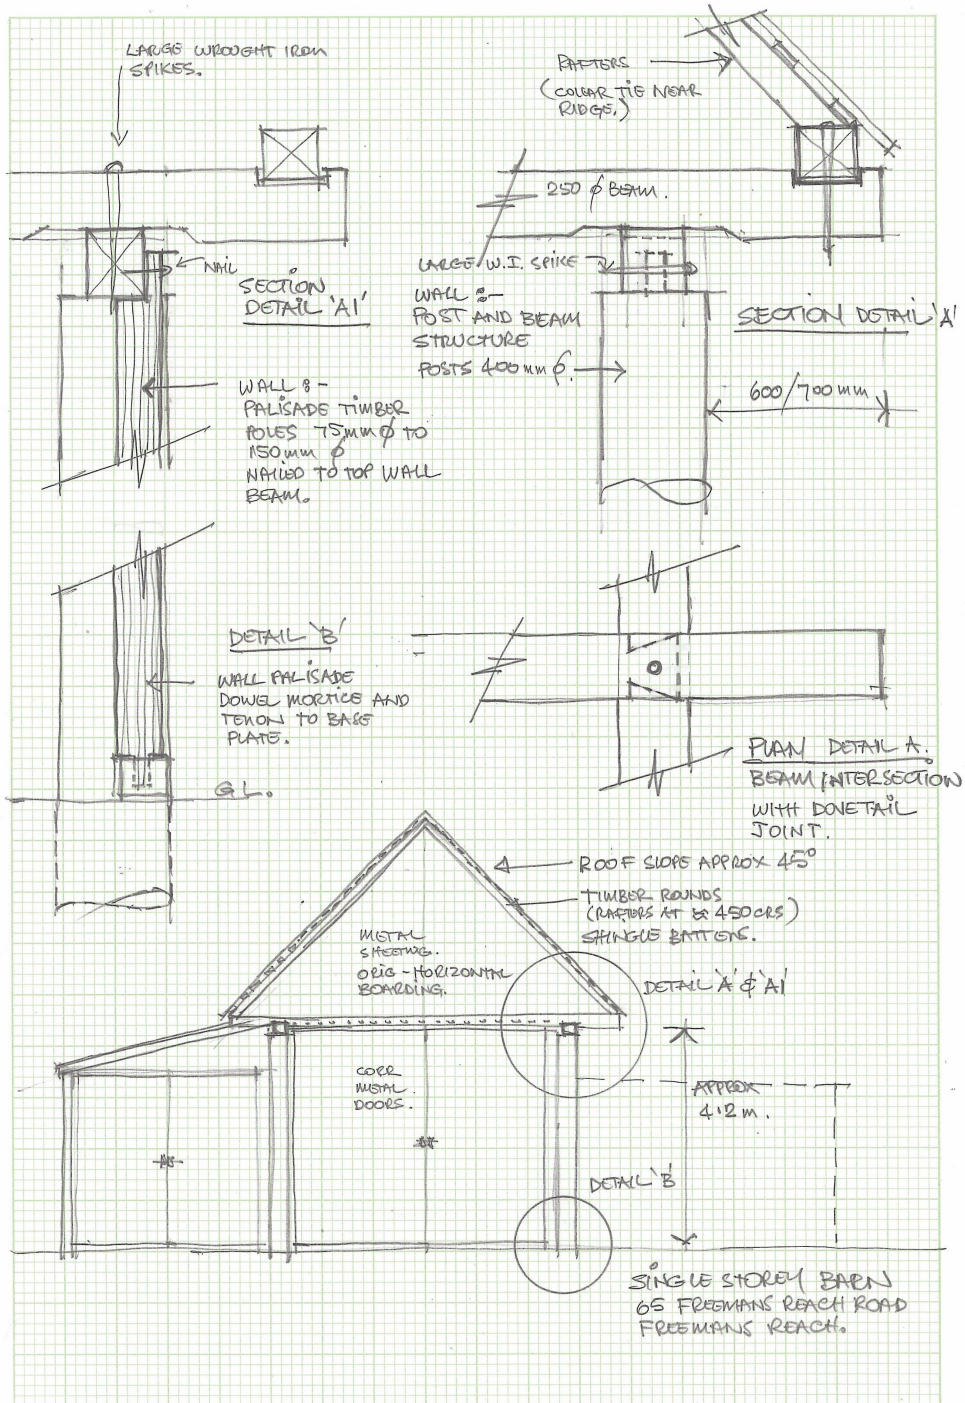 LARGE WROUGHT IRON
SPIKES.
RAFTERS
(COLLAR TIE NEAR
RIDGE.)
250 φ BEAM.
NAIL
SECTION
DETAIL 'A1'
LARGE W.I. SPIKE
WALL :-
POST AND BEAM
STRUCTURE
POSTS 400mm φ.
SECTION DETAIL 'A'
600/700mm
WALL :-
PALISADE TIMBER
POLES 75mm φ TO
150mm φ
NAILED TO TOP WALL
BEAM.
DETAIL 'B'
WALL PALISADE
DOWEL MORTICE AND
TENON TO BASE
PLATE.
G L.
PLAN DETAIL A.
BEAM INTERSECTION
WITH DOVETAIL
JOINT.
ROOF SLOPE APPROX 45°
TIMBER ROUNDS
(RAFTERS AT 450 CRS)
SHINGLE BATTENS.
METAL
SHEETING.
ORIG - HORIZONTAL
BOARDING.
DETAIL 'A' & 'A1'
CORR
METAL
DOORS.
APPROX
4.2 m.
DETAIL 'B'
SINGLE STOREY BARN
65 FREEMANS REACH ROAD
FREEMANS REACH.